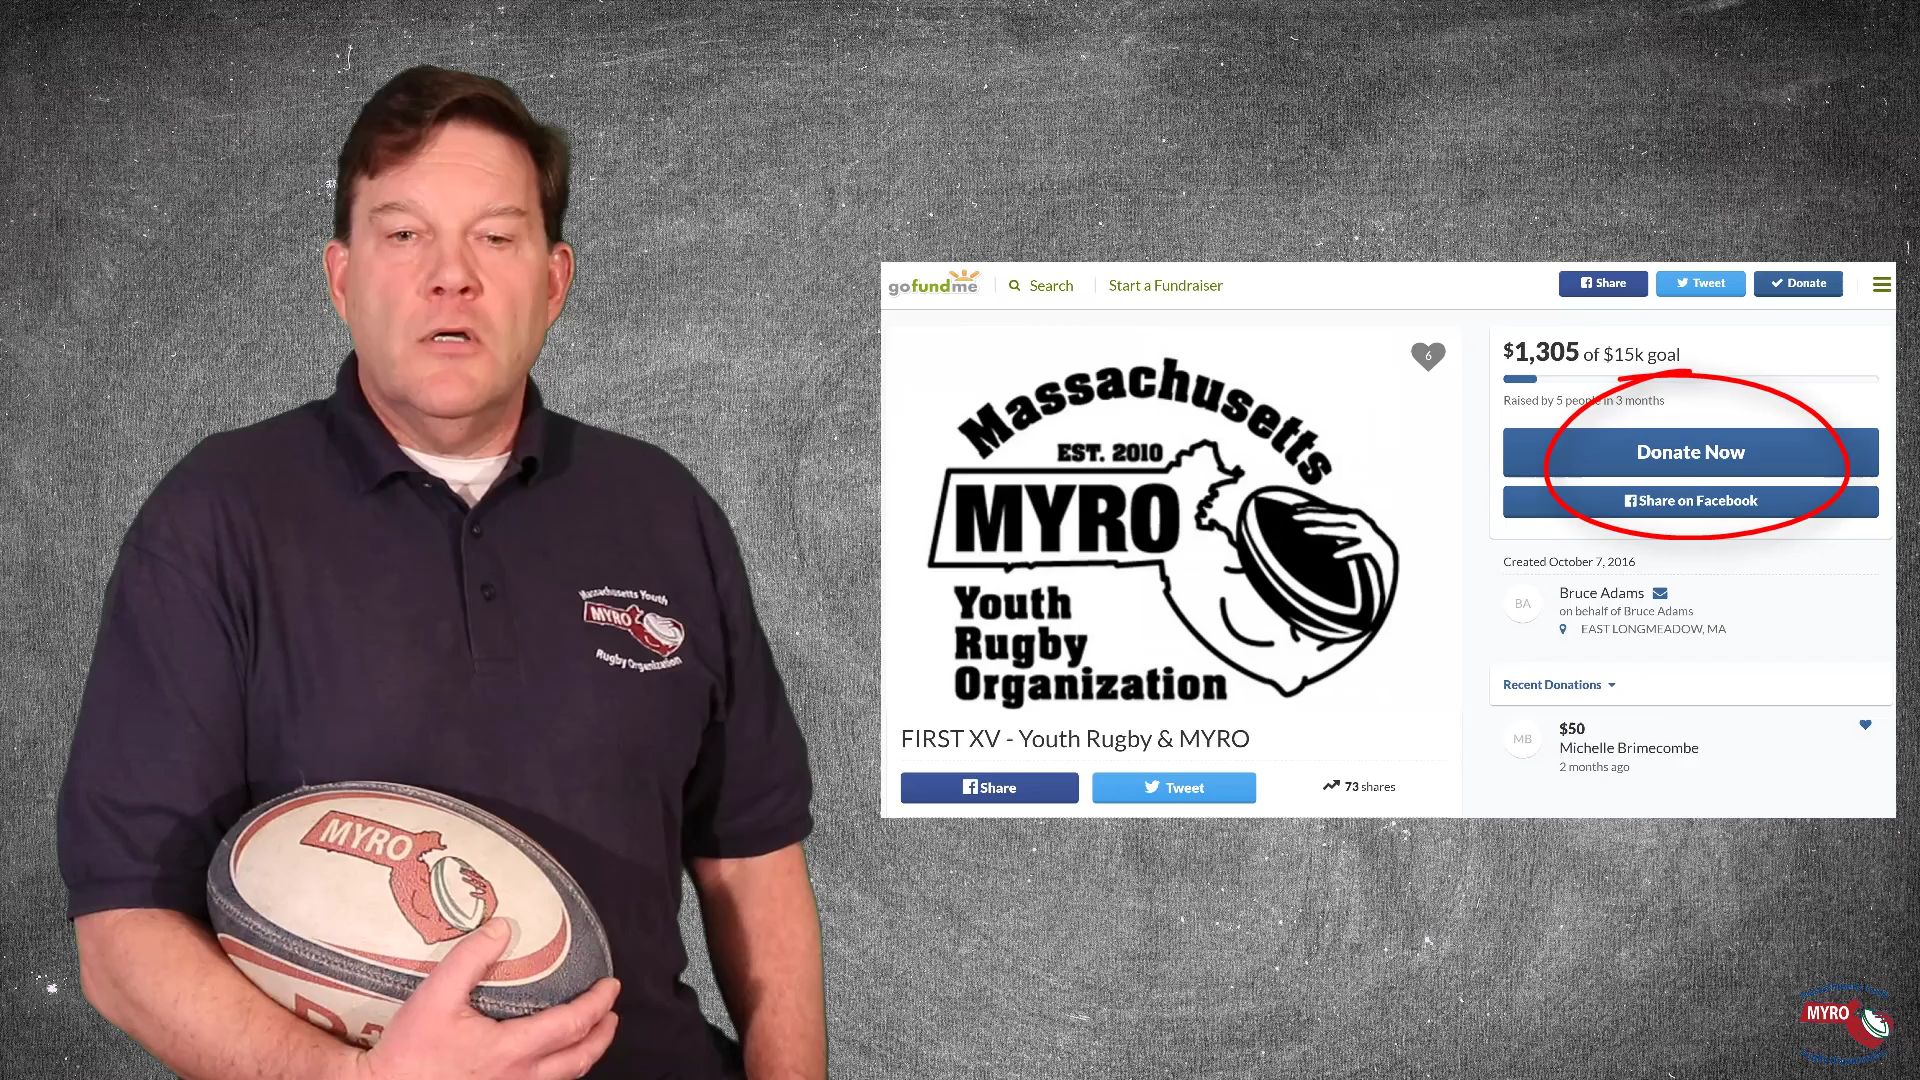 gofundme
Search
Start a Fundraiser
Share
Tweet
Donate
6
Massachusetts
EST. 2010
MYRO
Youth
Rugby
Organization
FIRST XV - Youth Rugby & MYRO
Share
Tweet
73 shares
$1,305 of $15k goal
Raised by 5 people in 3 months
Donate Now
Share on Facebook
Created October 7, 2016
BA
Bruce Adams
on behalf of Bruce Adams
EAST LONGMEADOW, MA
Recent Donations
MB
$50
Michelle Brimecombe
2 months ago
Massachusetts Youth
MYRO
Rugby Organization
MYRO
MYRO